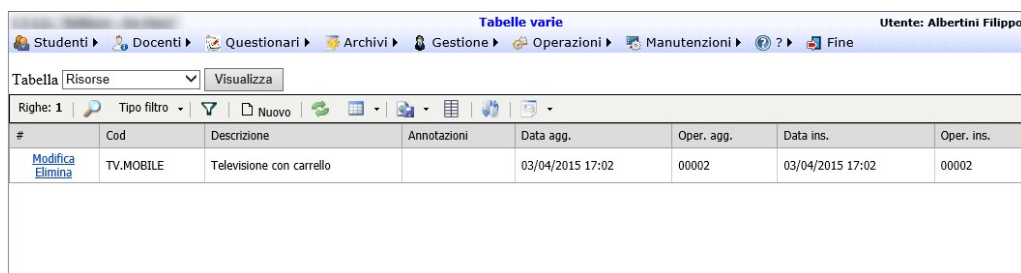 Tabelle varie Utente: Albertini Filippo
Studenti Docenti Questionari Archivi Gestione Operazioni Manutenzioni ? Fine
Tabella Risorse Visualizza
Righe: 1 Tipo filtro Nuovo
# Cod Descrizione Annotazioni Data agg. Oper. agg. Data ins. Oper. ins.
Modifica
Elimina TV.MOBILE Televisione con carrello 03/04/2015 17:02 00002 03/04/2015 17:02 00002